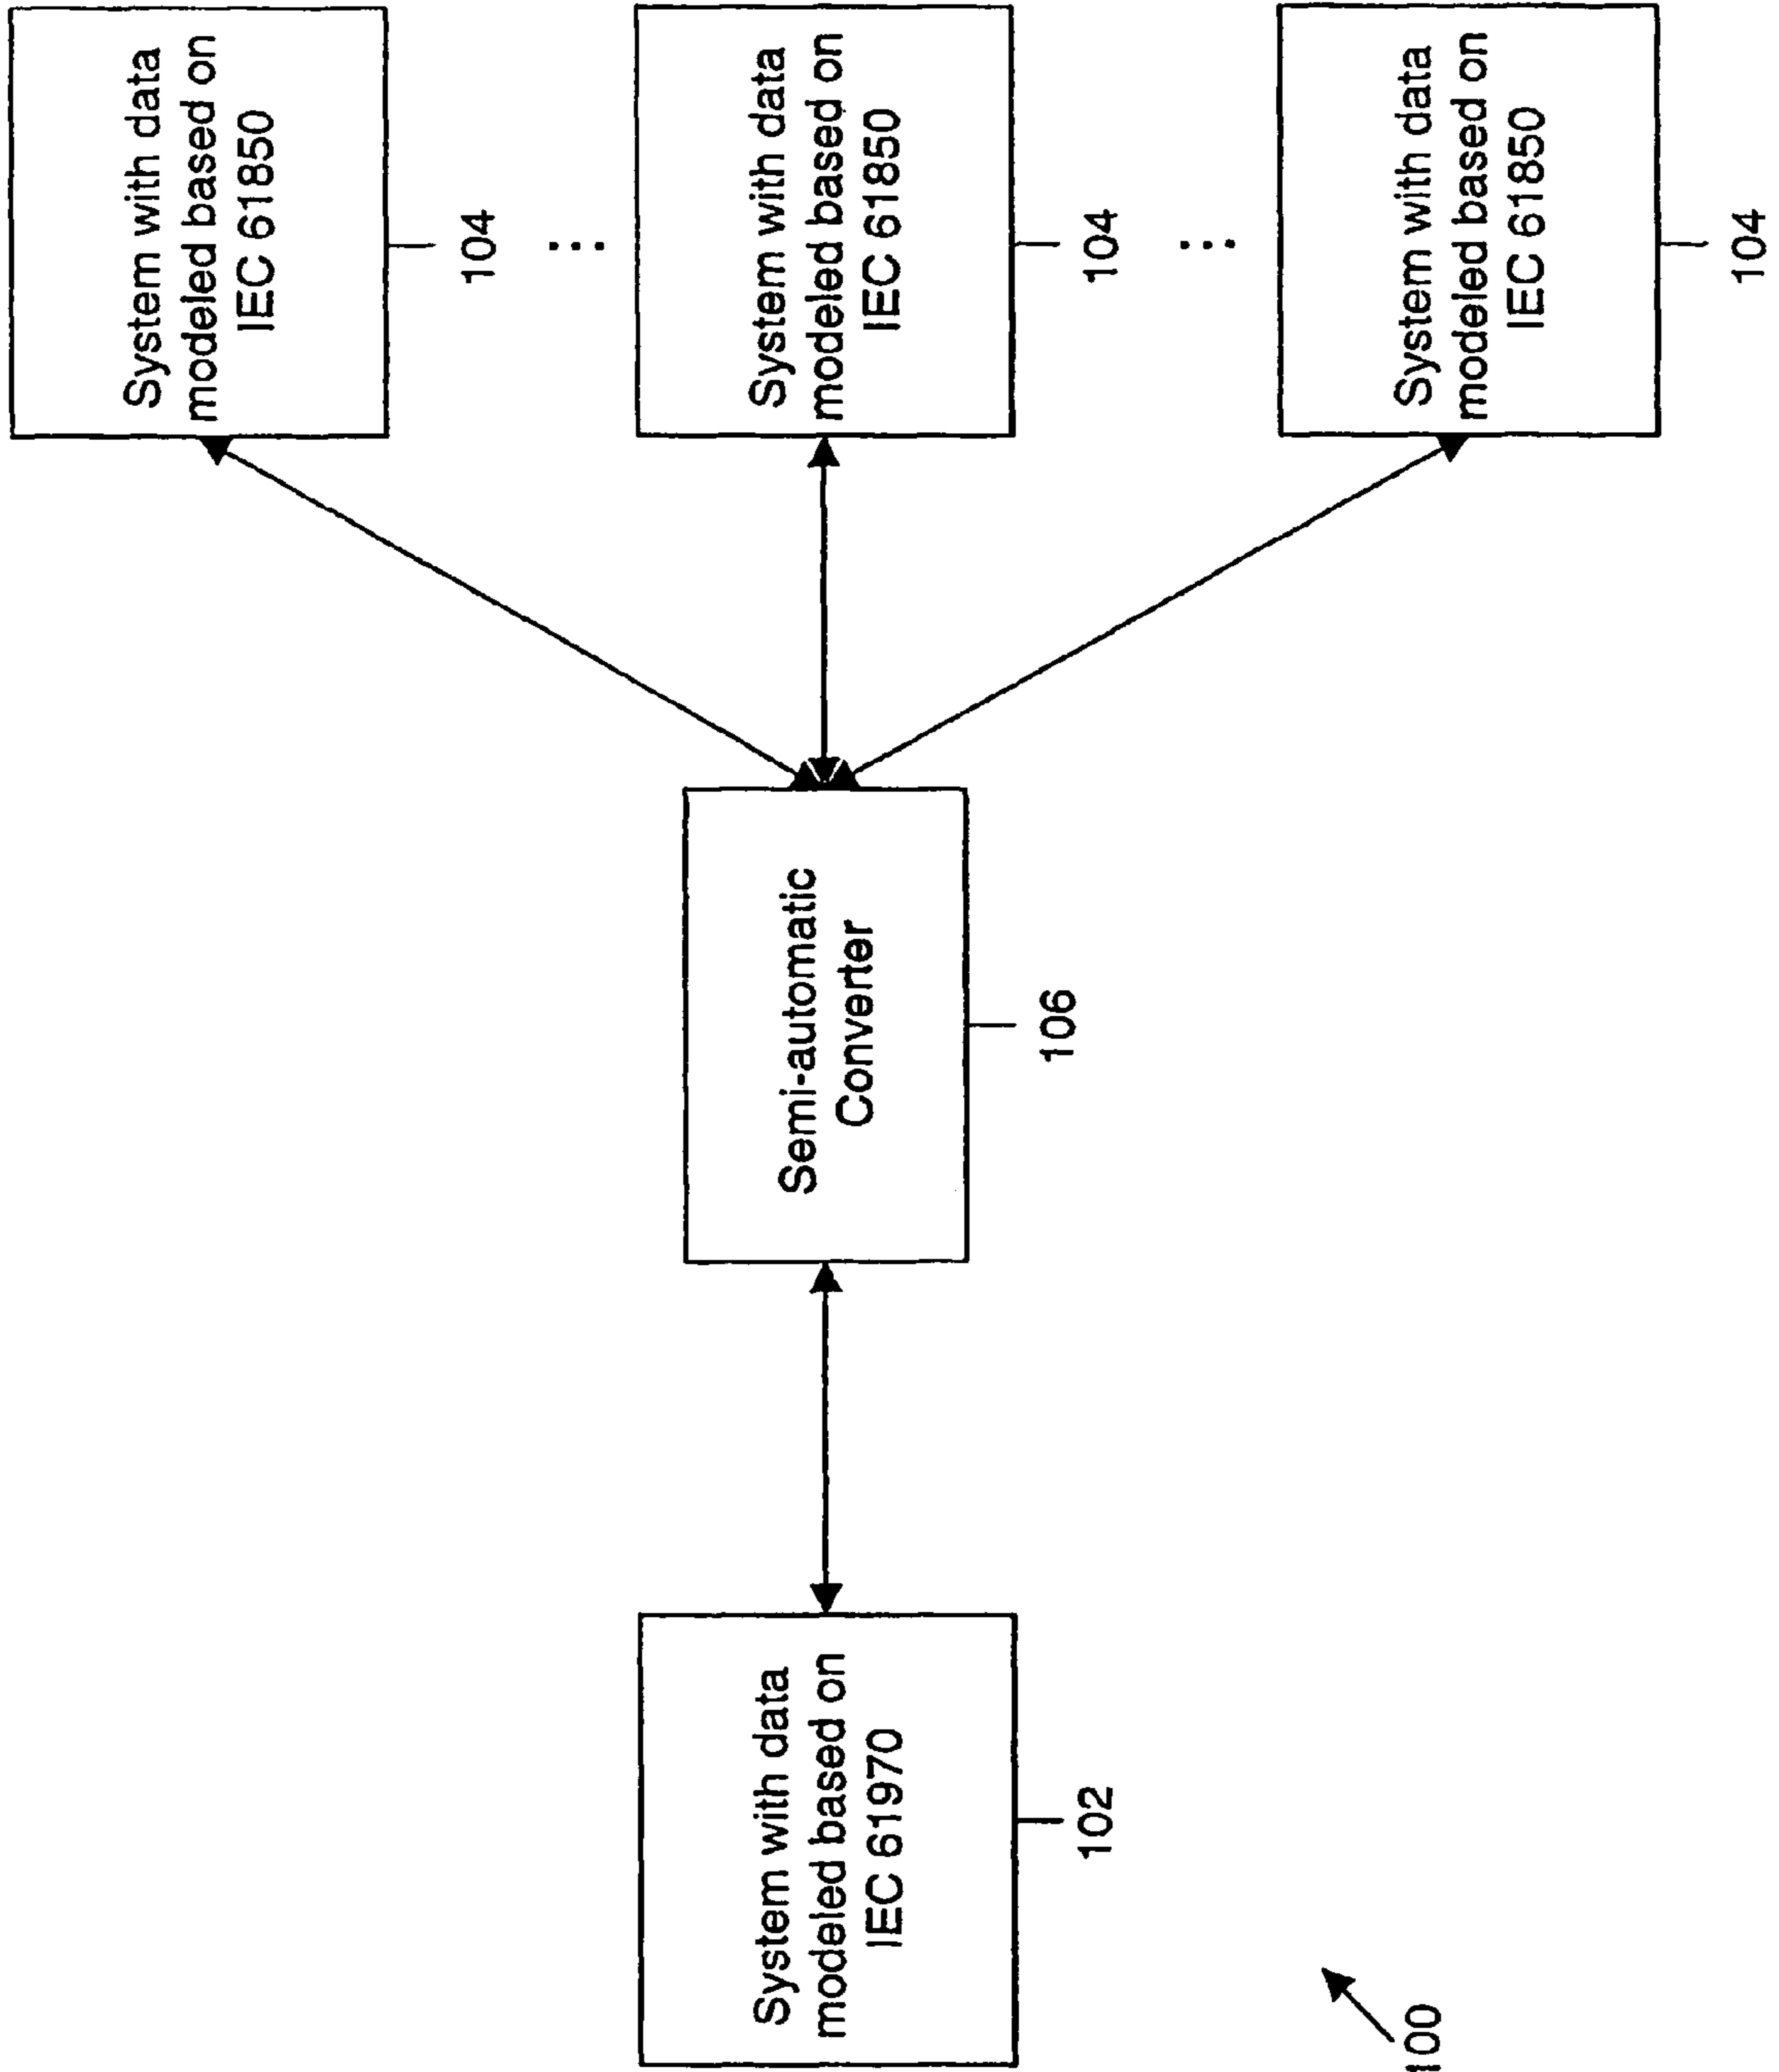 System with data
modeled based on
IEC 61970
102
Semi-automatic
Converter
106
System with data
modeled based on
IEC 61850
104
...
System with data
modeled based on
IEC 61850
104
...
System with data
modeled based on
IEC 61850
104
100